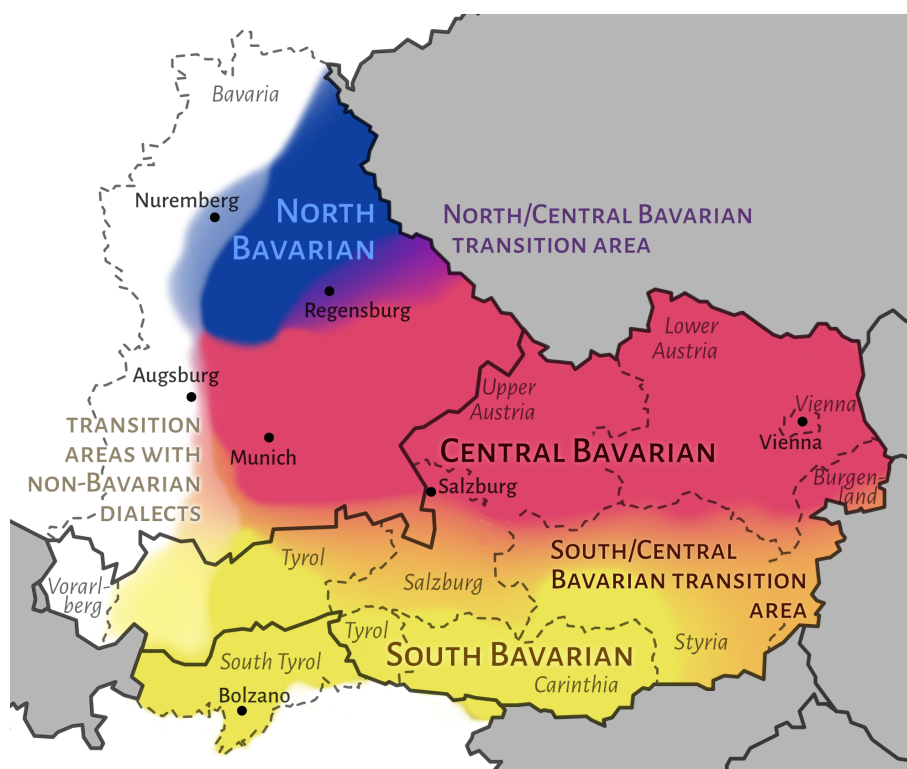 Bavaria
Nuremberg
NORTH
BAVARIAN
NORTH/CENTRAL BAVARIAN
TRANSITION AREA
Regensburg
Lower
Austria
Augsburg
Upper
Austria
Vienna
Vienna
TRANSITION
AREAS WITH
NON-BAVARIAN
DIALECTS
Munich
CENTRAL BAVARIAN
Salzburg
Burgen-
land
SOUTH/CENTRAL
BAVARIAN TRANSITION
AREA
Tyrol
Salzburg
Vorarl-
berg
Tyrol
SOUTH BAVARIAN
Styria
South Tyrol
Carinthia
Bolzano